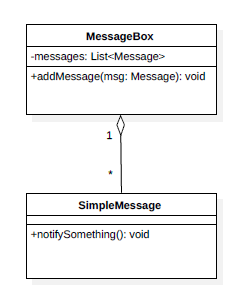 MessageBox
-messages: List<Message>
+addMessage(msg: Message): void
1
*
SimpleMessage
+notifySomething(): void